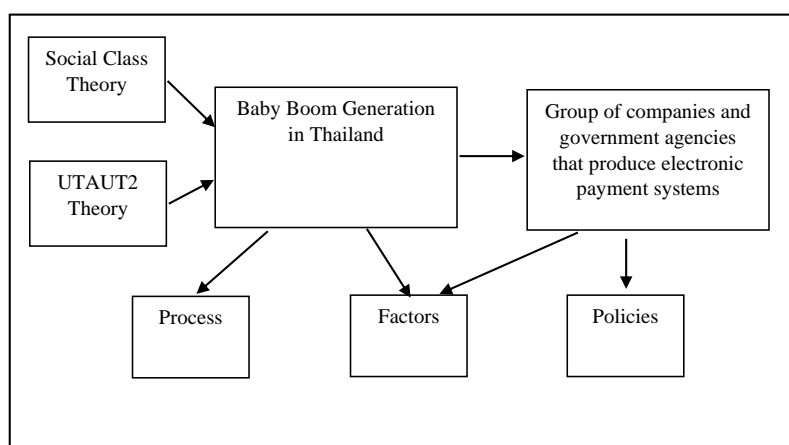 Social Class
Theory
Baby Boom Generation
in Thailand
Group of companies and
government agencies
that produce electronic
payment systems
UTAUT2
Theory
Process
Factors
Policies